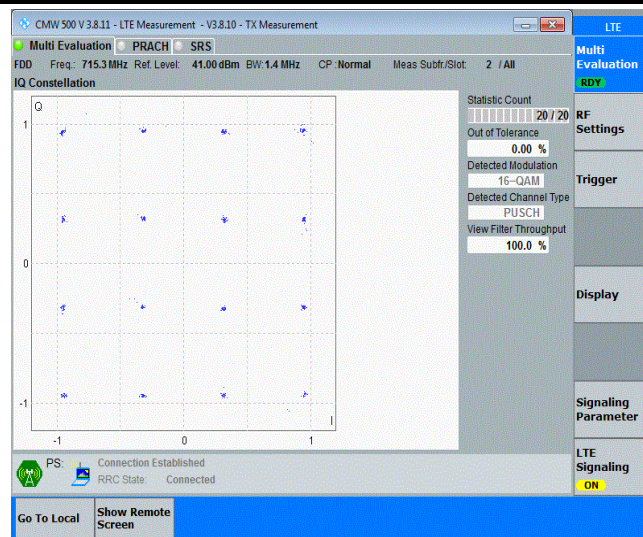 CMW 500 V 3.8.11 - LTE Measurement - V3.8.10 - TX Measurement
LTE
Multi Evaluation PRACH SRS
Multi
Evaluation
RDY
FDD Freq.: 715.3 MHz Ref. Level: 41.00 dBm BW: 1.4 MHz CP : Normal Meas Subfr./Slot: 2 / All
IQ Constellation
Q
1
0
-1
-1
0
1
I
Statistic Count
20 / 20
Out of Tolerance
0.00 %
Detected Modulation
16-QAM
Detected Channel Type
PUSCH
View Filter Throughput
100.0 %
RF
Settings
Trigger
Display
Signaling
Parameter
LTE
Signaling
ON
PS: Connection Established
RRC State: Connected
Go To Local
Show Remote
Screen